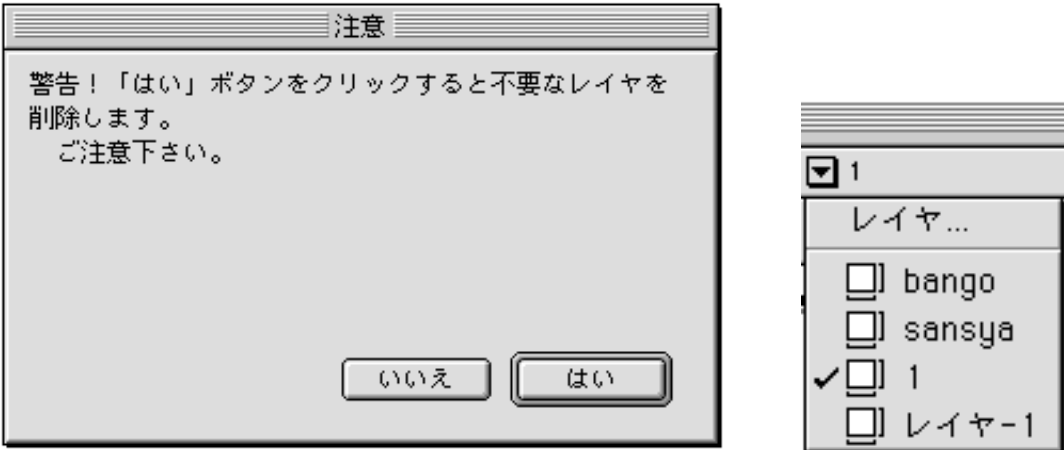 注意
警告！「はい」ボタンをクリックすると不要なレイヤを
削除します。
ご注意下さい。
いいえ
はい
1
レイヤ...
bango
sansya
1
レイヤ-1